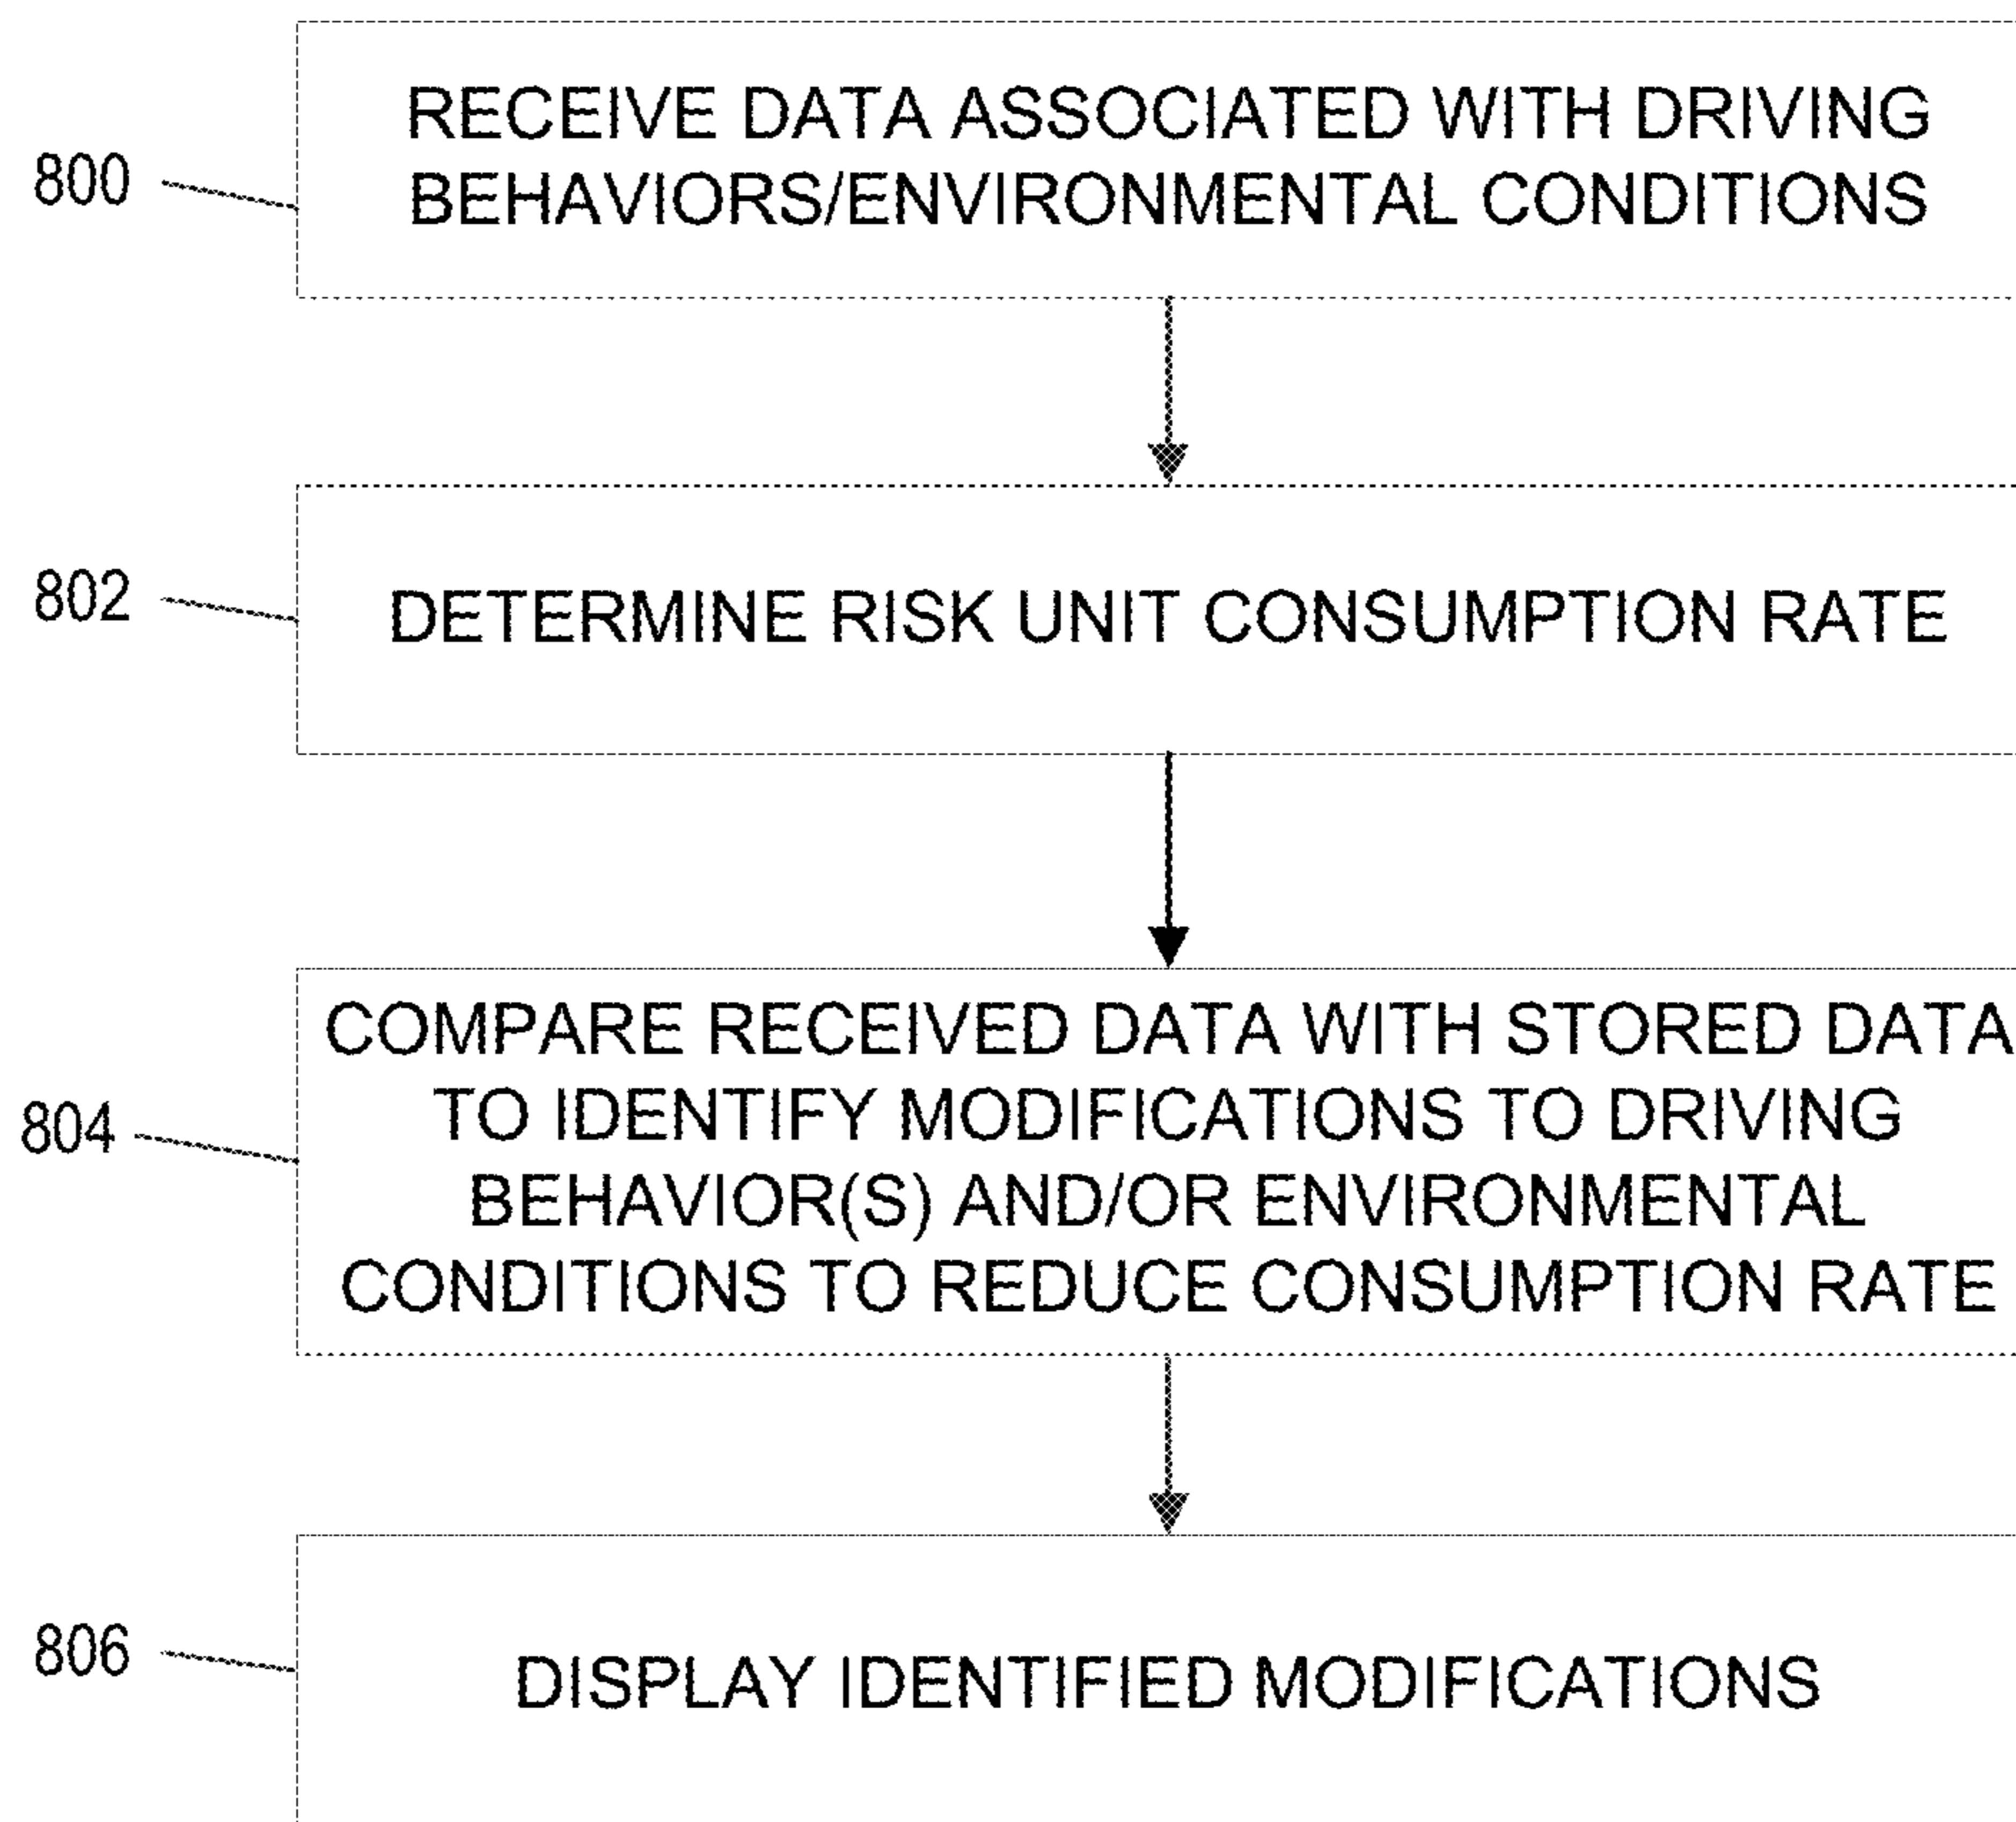 800
RECEIVE DATA ASSOCIATED WITH DRIVING
BEHAVIORS/ENVIRONMENTAL CONDITIONS
802
DETERMINE RISK UNIT CONSUMPTION RATE
804
COMPARE RECEIVED DATA WITH STORED DATA
TO IDENTIFY MODIFICATIONS TO DRIVING
BEHAVIOR(S) AND/OR ENVIRONMENTAL
CONDITIONS TO REDUCE CONSUMPTION RATE
806
DISPLAY IDENTIFIED MODIFICATIONS